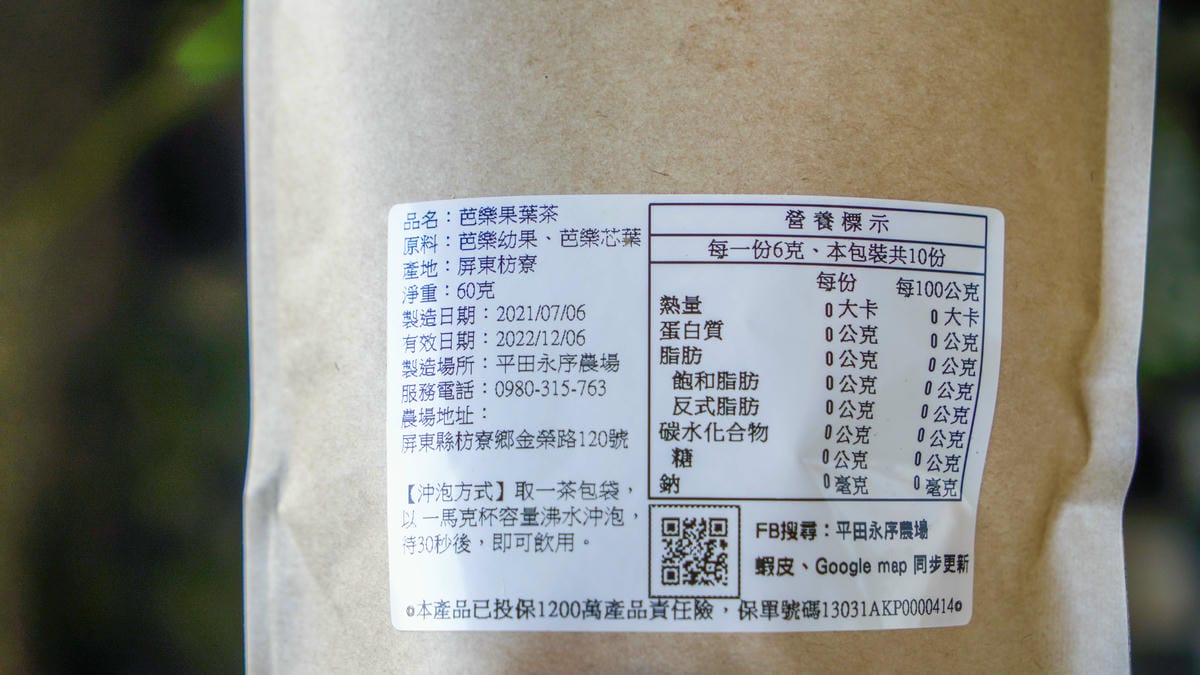 品名：芭樂果葉茶
原料：芭樂幼果、芭樂芯葉
產地：屏東枋寮
淨重：60克
製造日期：2021/07/06
有效日期：2022/12/06
製造場所：平田永序農場
服務電話：0980-315-763
農場地址：
屏東縣枋寮鄉金榮路120號
【沖泡方式】取一茶包袋，
以一馬克杯容量沸水沖泡，
待30秒後，即可飲用。
營養標示
每一份6克、本包裝共10份
每份 每100公克
熱量 0大卡 0大卡
蛋白質 0公克 0公克
脂肪 0公克 0公克
飽和脂肪 0公克 0公克
反式脂肪 0公克 0公克
碳水化合物 0公克 0公克
糖 0公克 0公克
鈉 0毫克 0毫克
FB搜尋：平田永序農場
蝦皮、Google map 同步更新
◎本產品已投保1200萬產品責任險，保單號碼13031AKP0000414◎